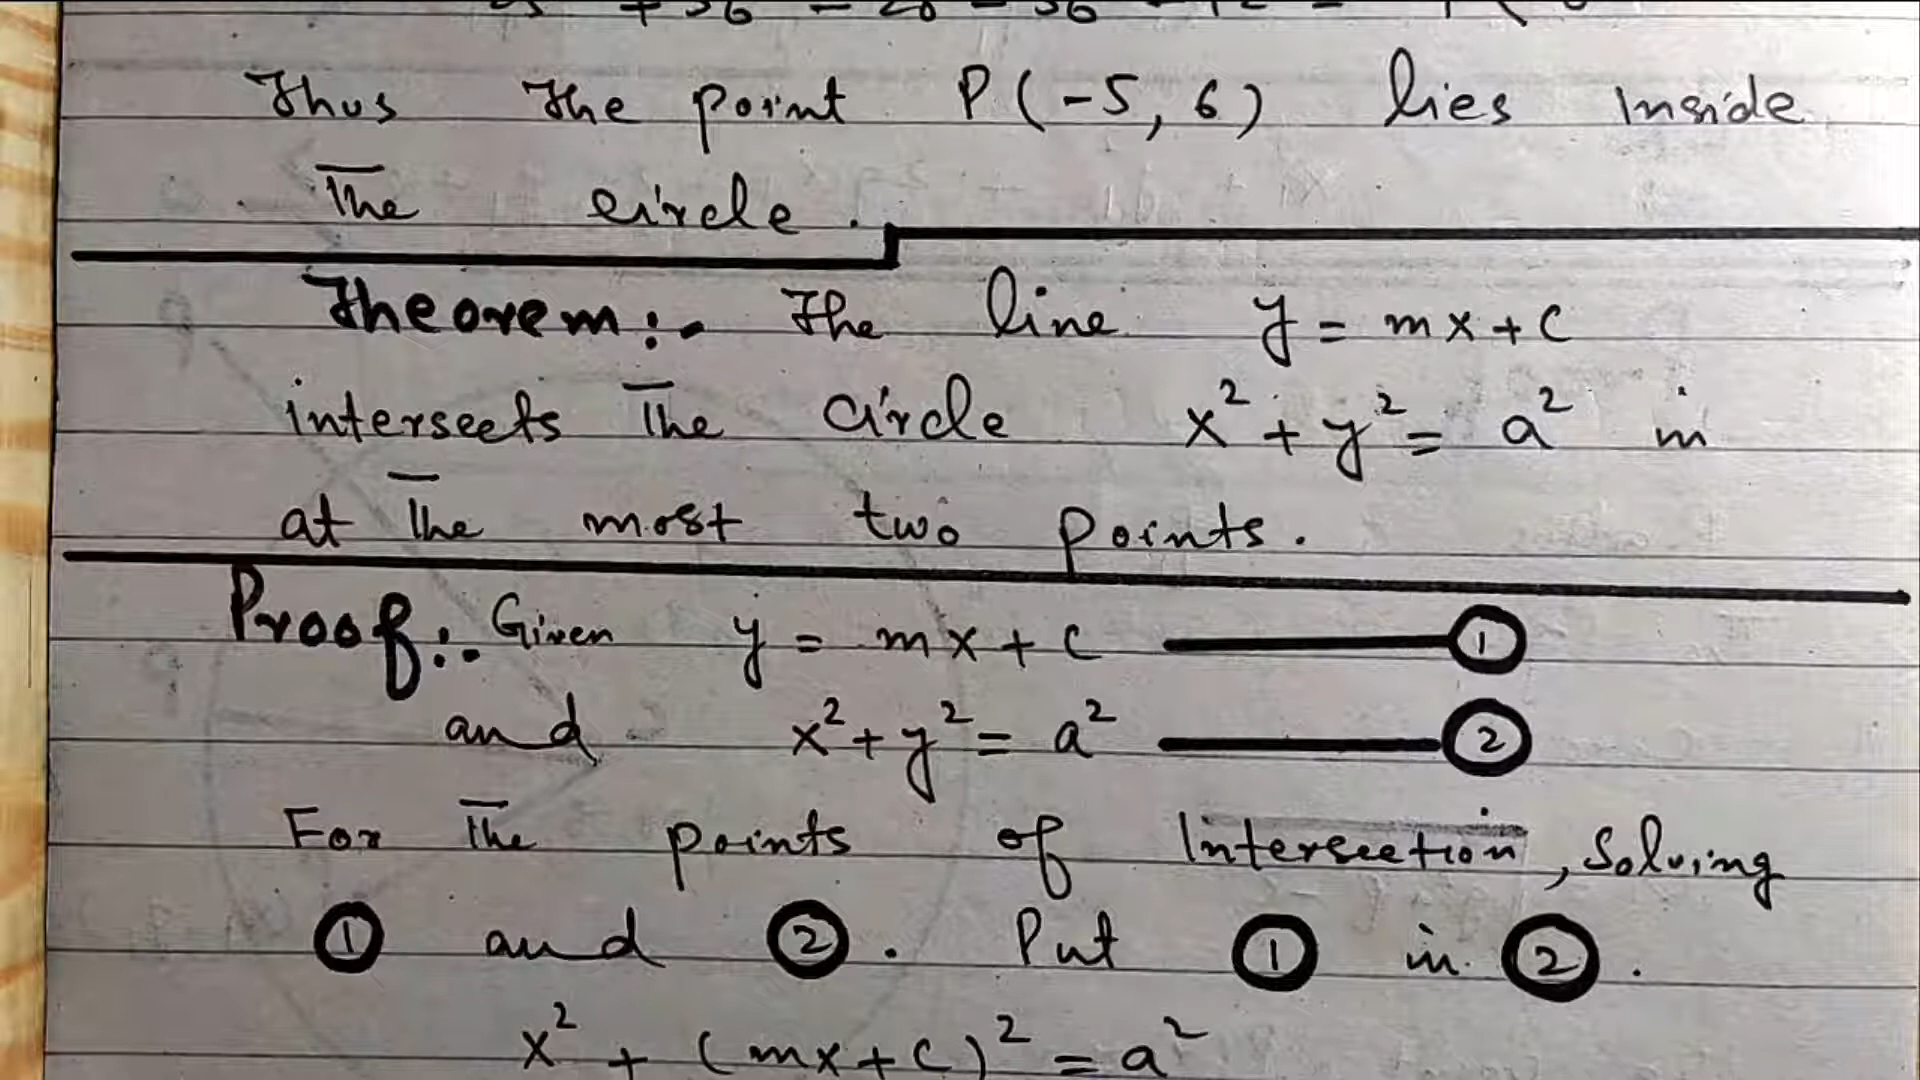 Thus the point P(-5, 6) lies Inside
The circle.
Theorem:- The line y = mx+c
intersects The circle x²+y² = a² in
at The most two points.
Proof:- Given y = mx+c ——— ①
and x²+y² = a² ——— ②
For The points of Intersection, Solving
① and ②. Put ① in ②.
x² + (mx+c)² = a²